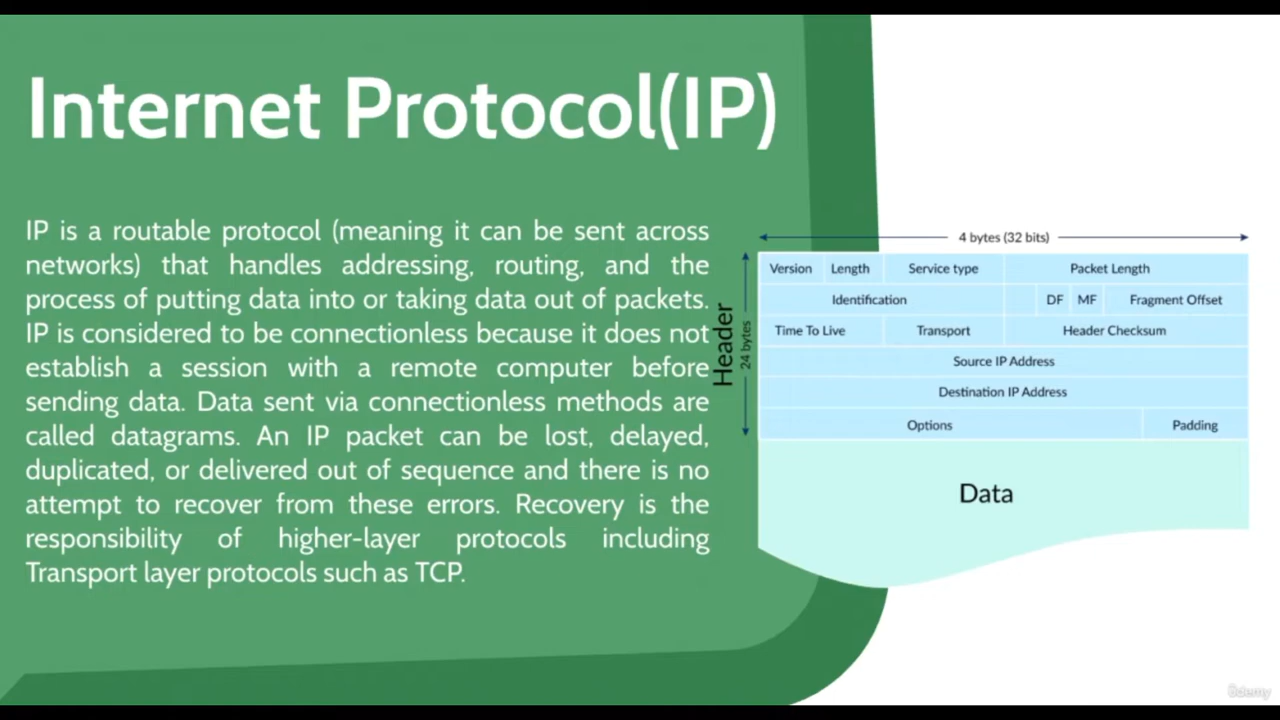 Internet Protocol(IP)
IP is a routable protocol (meaning it can be sent across
networks) that handles addressing, routing, and the
process of putting data into or taking data out of packets.
IP is considered to be connectionless because it does not
establish a session with a remote computer before
sending data. Data sent via connectionless methods are
called datagrams. An IP packet can be lost, delayed,
duplicated, or delivered out of sequence and there is no
attempt to recover from these errors. Recovery is the
responsibility of higher-layer protocols including
Transport layer protocols such as TCP.
4 bytes (32 bits)
Header
24 bytes
Version Length Service type Packet Length
Identification DF MF Fragment Offset
Time To Live Transport Header Checksum
Source IP Address
Destination IP Address
Options Padding
Data
ûdemy